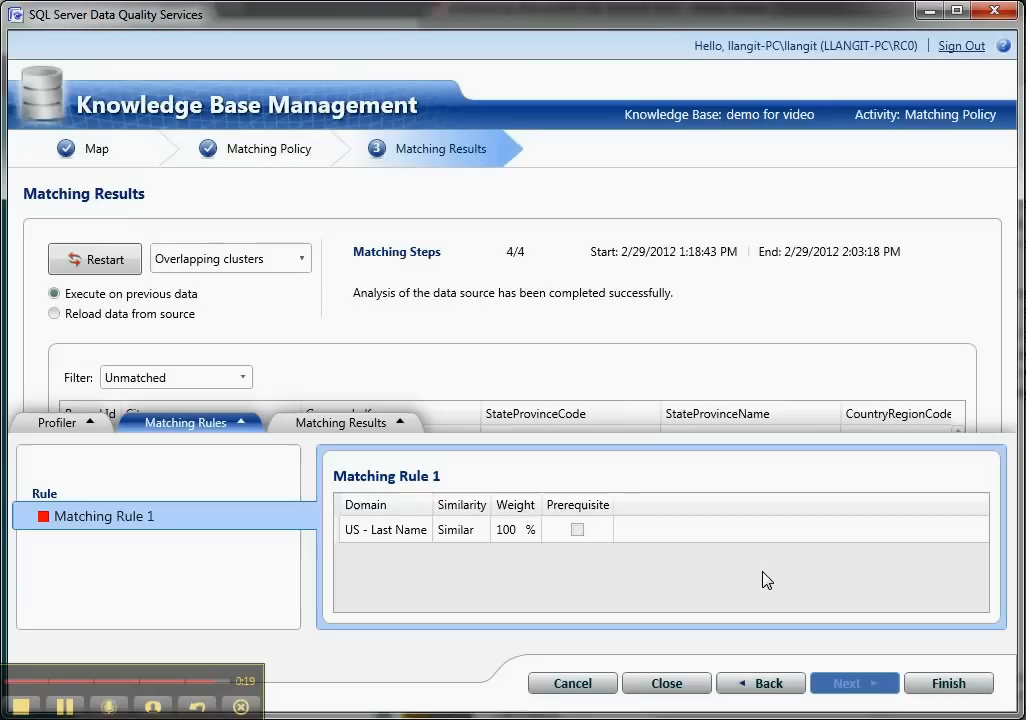 SQL Server Data Quality Services
Hello, llangit-PC\llangit (LLANGIT-PC\RC0) Sign Out ?
Knowledge Base Management
Knowledge Base: demo for video Activity: Matching Policy
Map Matching Policy 3 Matching Results
Matching Results
Restart Overlapping clusters Matching Steps 4/4 Start: 2/29/2012 1:18:43 PM End: 2/29/2012 2:03:18 PM
Execute on previous data Analysis of the data source has been completed successfully.
Reload data from source
Filter: Unmatched
StateProvinceCode StateProvinceName CountryRegionCode
Profiler Matching Rules Matching Results
Rule
Matching Rule 1
Matching Rule 1
Domain Similarity Weight Prerequisite
US - Last Name Similar 100 %
0:19
Cancel Close Back Next Finish